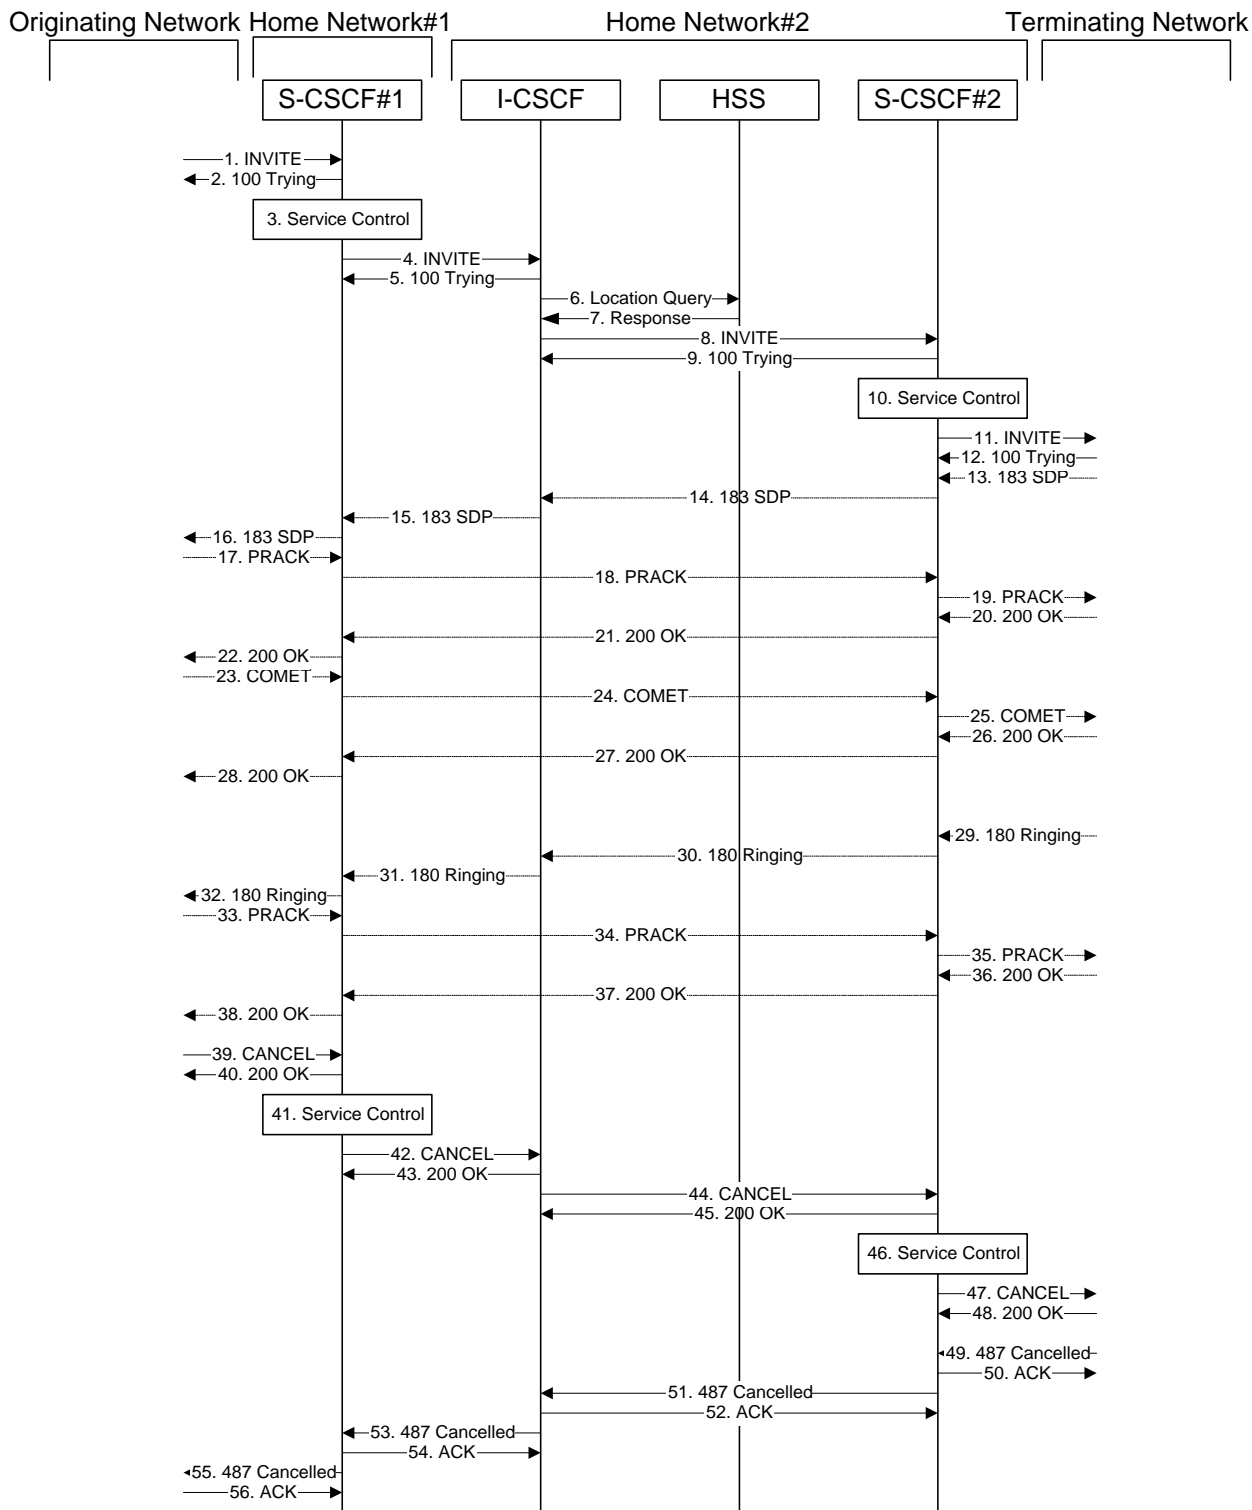 Originating Network Home Network#1 Home Network#2 Terminating Network
S-CSCF#1 I-CSCF HSS S-CSCF#2
1. INVITE
2. 100 Trying
3. Service Control
4. INVITE
5. 100 Trying
6. Location Query
7. Response
8. INVITE
9. 100 Trying
10. Service Control
11. INVITE
12. 100 Trying
13. 183 SDP
14. 183 SDP
15. 183 SDP
16. 183 SDP
17. PRACK
18. PRACK
19. PRACK
20. 200 OK
21. 200 OK
22. 200 OK
23. COMET
24. COMET
25. COMET
26. 200 OK
27. 200 OK
28. 200 OK
29. 180 Ringing
30. 180 Ringing
31. 180 Ringing
32. 180 Ringing
33. PRACK
34. PRACK
35. PRACK
36. 200 OK
37. 200 OK
38. 200 OK
39. CANCEL
40. 200 OK
41. Service Control
42. CANCEL
43. 200 OK
44. CANCEL
45. 200 OK
46. Service Control
47. CANCEL
48. 200 OK
49. 487 Cancelled
50. ACK
51. 487 Cancelled
52. ACK
53. 487 Cancelled
54. ACK
55. 487 Cancelled
56. ACK